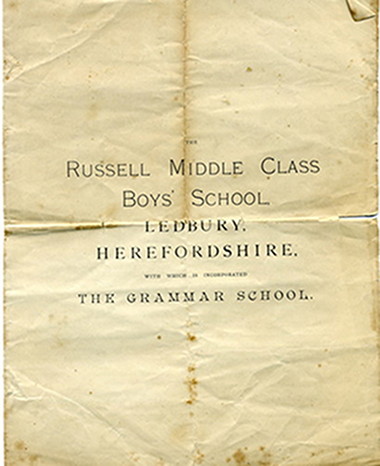 THE
RUSSELL MIDDLE CLASS
BOYS' SCHOOL
LEDBURY,
HEREFORDSHIRE.
WITH WHICH IS INCORPORATED
THE GRAMMAR SCHOOL.